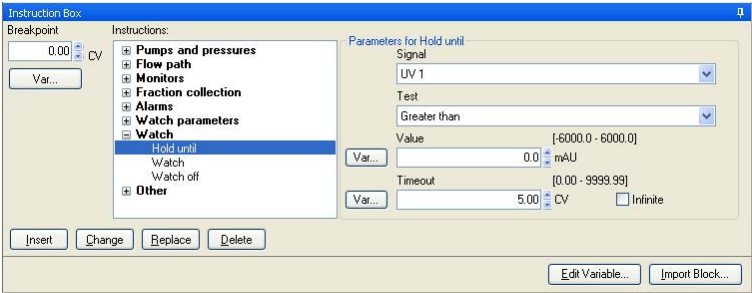 Instruction Box
Breakpoint
0.00 CV
Var...
Instructions:
Pumps and pressures
Flow path
Monitors
Fraction collection
Alarms
Watch parameters
Watch
Hold until
Watch
Watch off
Other
Parameters for Hold until
Signal
UV 1
Test
Greater than
Value [-6000.0 - 6000.0]
Var... 0.0 mAU
Timeout [0.00 - 9999.99]
Var... 5.00 CV Infinite
Insert Change Replace Delete
Edit Variable... Import Block...